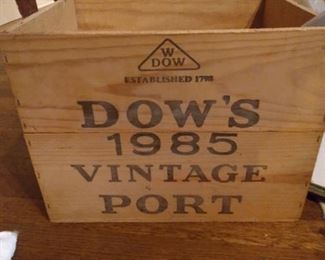 W
DOW
ESTABLISHED 1798
DOW'S
1985
VINTAGE
PORT